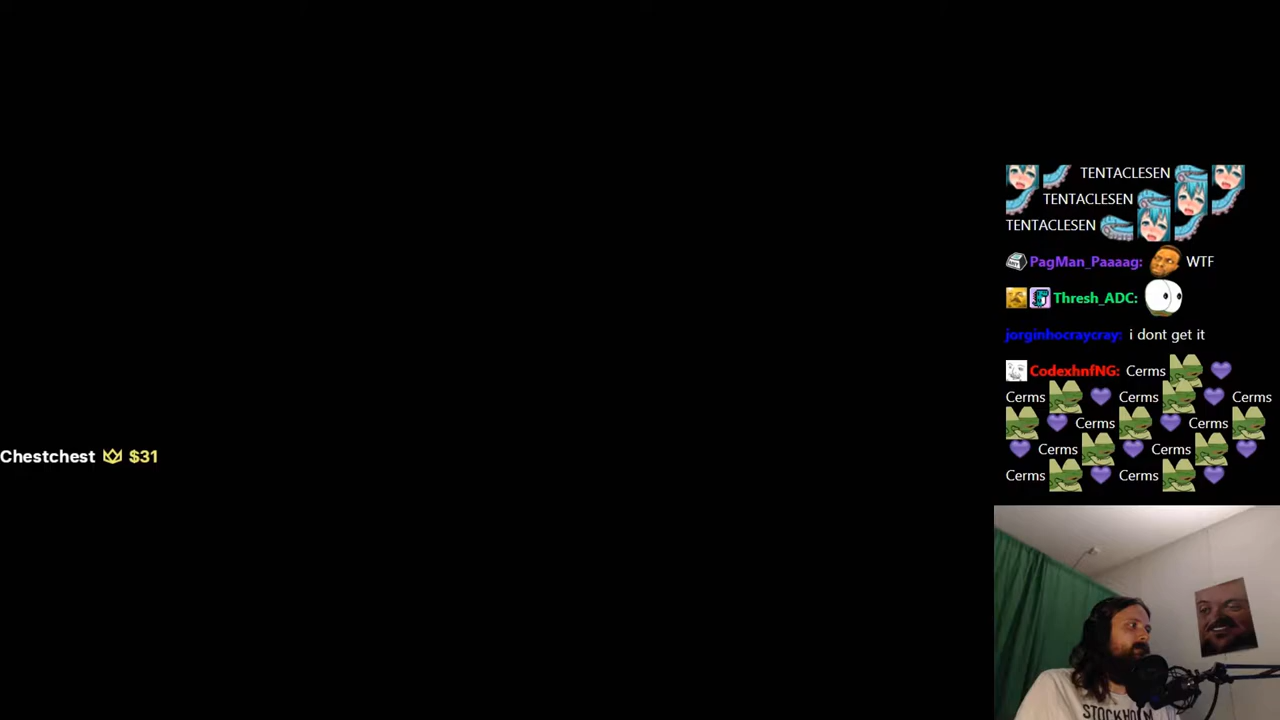 TENTACLESEN
TENTACLESEN
TENTACLESEN
PagMan_Paaaag: WTF
Thresh_ADC:
jorginhocraycray: i dont get it
CodexhnfNG: Cerms
Cerms Cerms Cerms
Cerms Cerms
Cerms Cerms
Cerms Cerms
Chestchest $31
STOCKHOLM